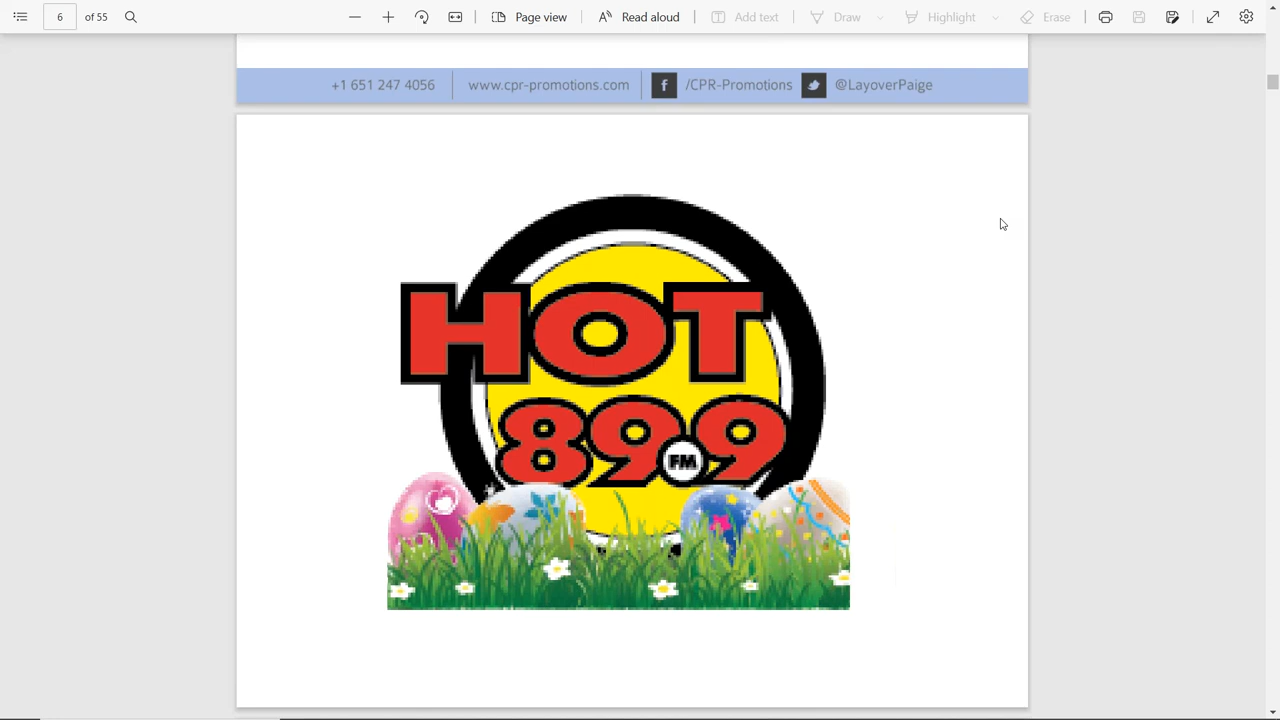 6 of 55 Page view Read aloud Add text Draw Highlight Erase
+1 651 247 4056 www.cpr-promotions.com f /CPR-Promotions @LayoverPaige
HOT
89.9
FM